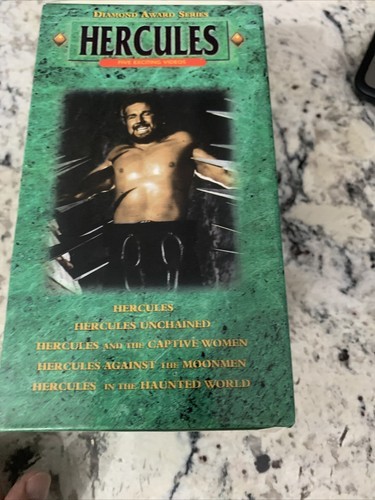 DIAMOND AWARD SERIES
HERCULES
FIVE EXCITING VIDEOS
HERCULES
HERCULES UNCHAINED
HERCULES AND THE CAPTIVE WOMEN
HERCULES AGAINST THE MOONMEN
HERCULES IN THE HAUNTED WORLD